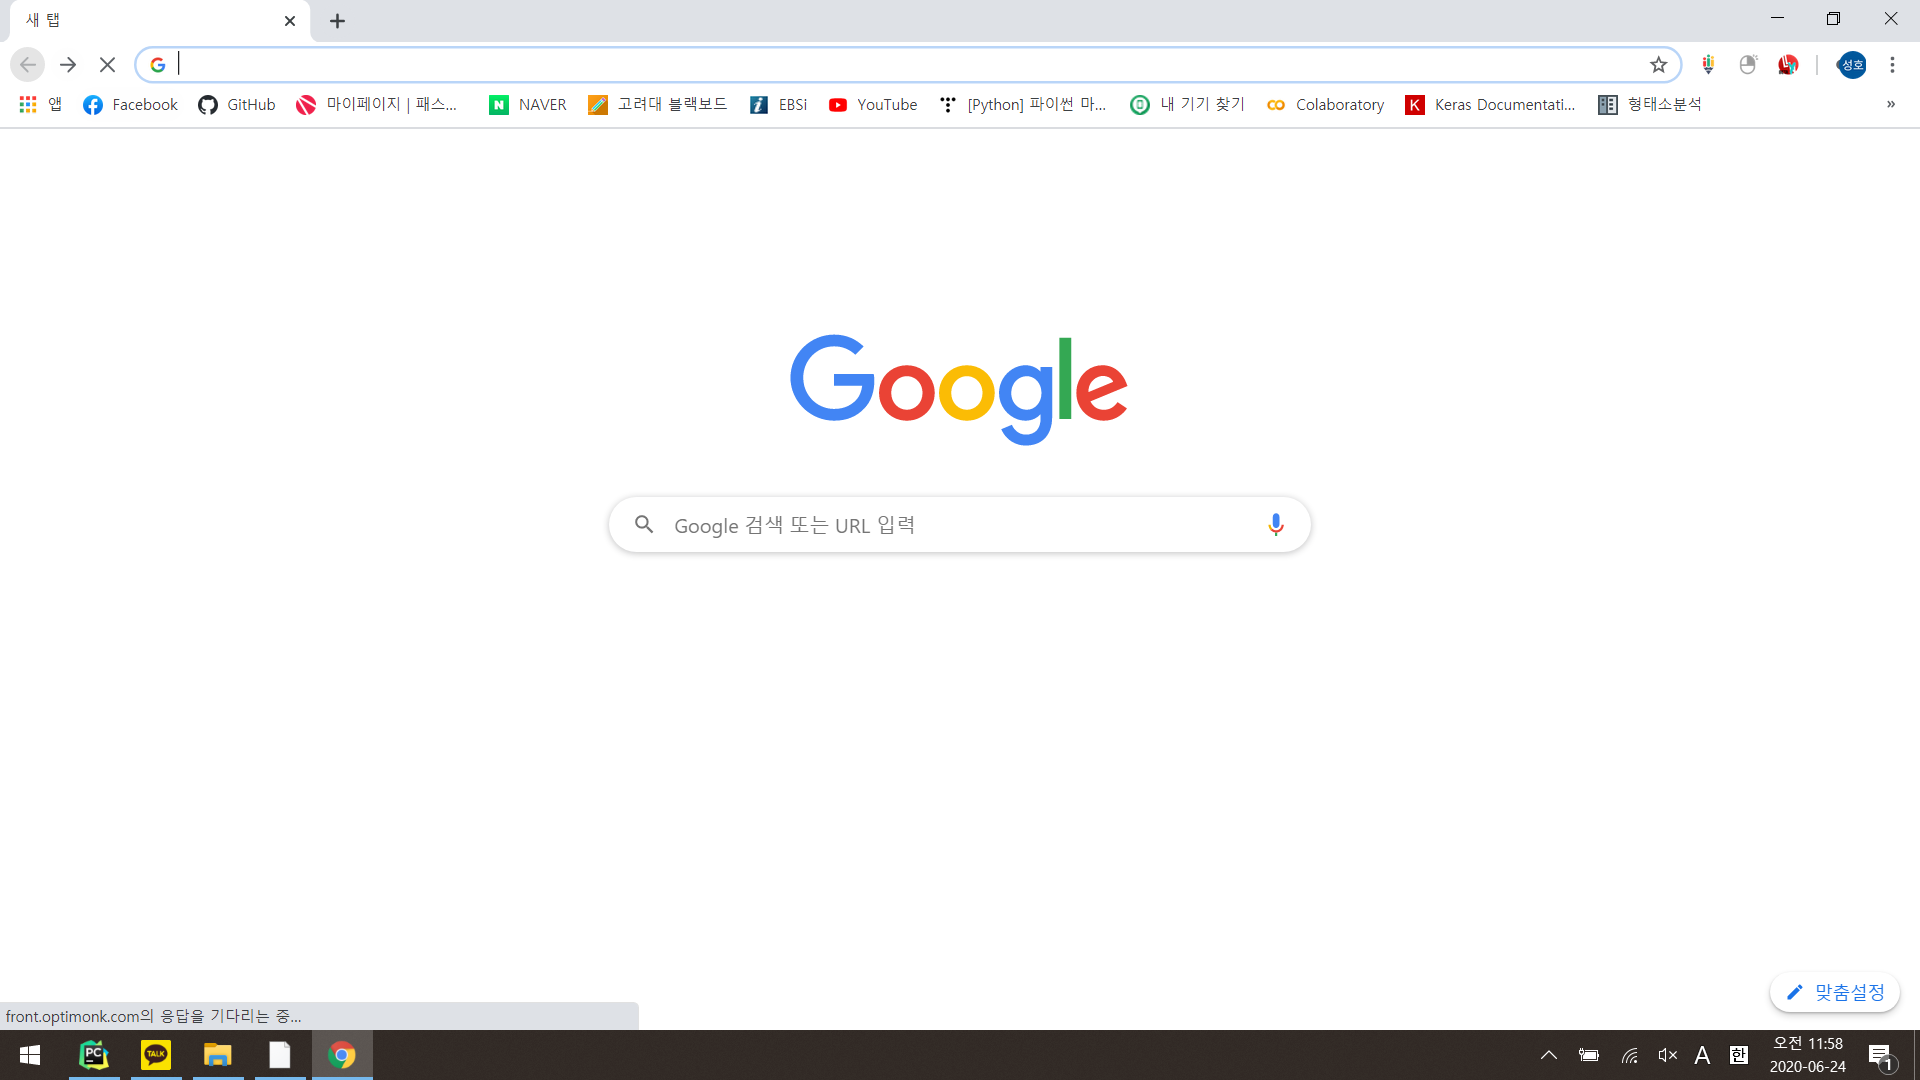 새 탭
성호
앱 Facebook GitHub 마이페이지 | 패스... NAVER 고려대 블랙보드 EBSi YouTube [Python] 파이썬 마... 내 기기 찾기 Colaboratory Keras Documentati... 형태소분석 »
Google
Google 검색 또는 URL 입력
맞춤설정
front.optimonk.com의 응답을 기다리는 중...
PC TALK A 한 오전 11:58
2020-06-24 1